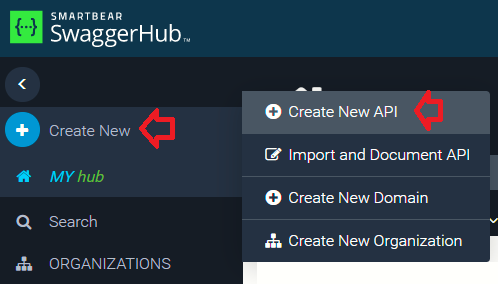 SMARTBEAR
SwaggerHub™
Create New
MY hub
Search
ORGANIZATIONS
Create New API
Import and Document API
Create New Domain
Create New Organization